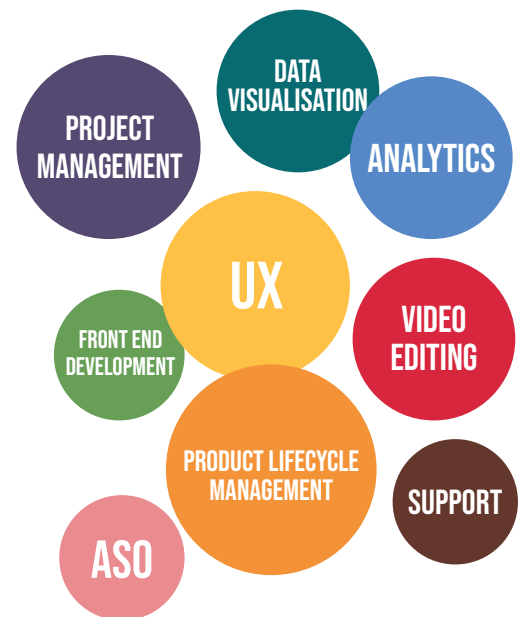 DATA
VISUALISATION
PROJECT
MANAGEMENT
ANALYTICS
UX
VIDEO
EDITING
FRONT END
DEVELOPMENT
PRODUCT LIFECYCLE
MANAGEMENT
SUPPORT
ASO